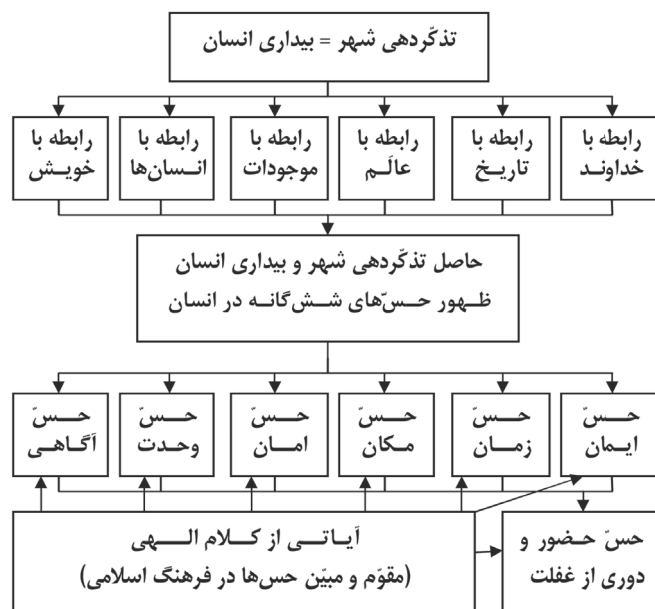 تذکّردهی شهر = بیداری انسان
رابطه با
خداوند
رابطه با
تاریخ
رابطه با
عالَم
رابطه با
موجودات
رابطه با
انسان‌ها
رابطه با
خویش
حاصل تذکّردهی شهر و بیداری انسان
ظهور حسّ‌های شش‌گانه در انسان
حسّ
ایمان
حسّ
زمان
حسّ
مکان
حسّ
امان
حسّ
وحدت
حسّ
آگاهی
آیاتی از کلام الهی
(مقوّم و مبیّن حس‌ها در فرهنگ اسلامی)
حسّ حضور و
دوری از غفلت